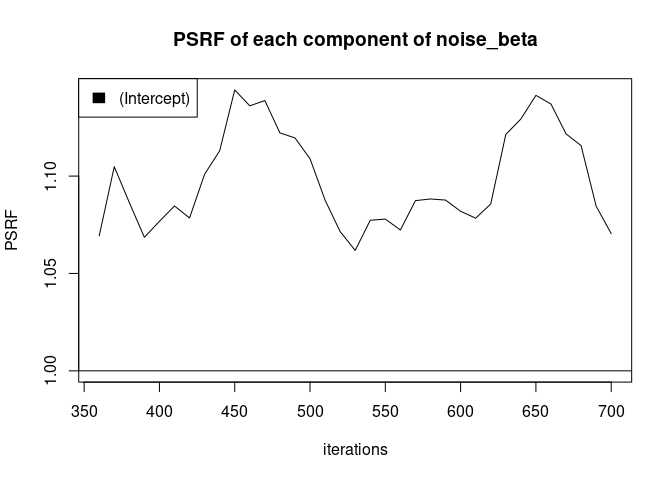 PSRF of each component of noise_beta
(Intercept)
PSRF
1.10
1.05
1.00
350 400 450 500 550 600 650 700
iterations